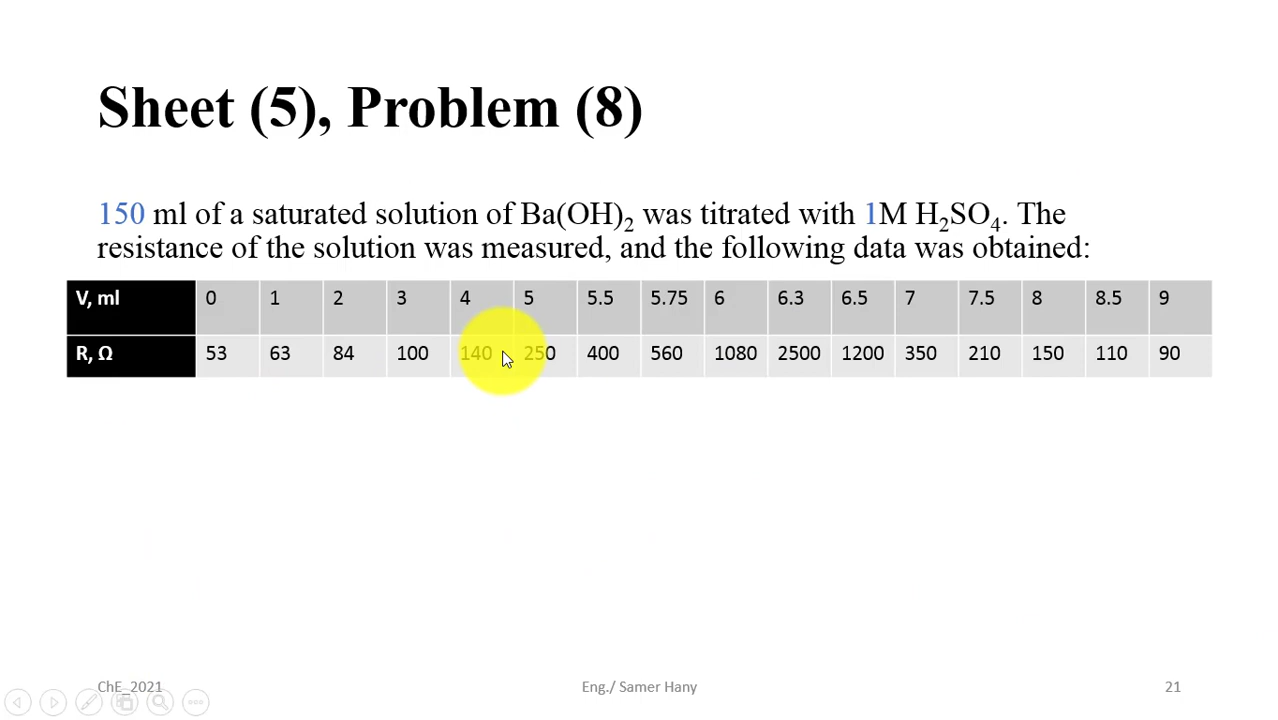 Sheet (5), Problem (8)
150 ml of a saturated solution of Ba(OH)₂ was titrated with 1M H₂SO₄. The
resistance of the solution was measured, and the following data was obtained:
V, ml 0 1 2 3 4 5 5.5 5.75 6 6.3 6.5 7 7.5 8 8.5 9
R, Ω 53 63 84 100 140 250 400 560 1080 2500 1200 350 210 150 110 90
ChE_2021 Eng./ Samer Hany 21